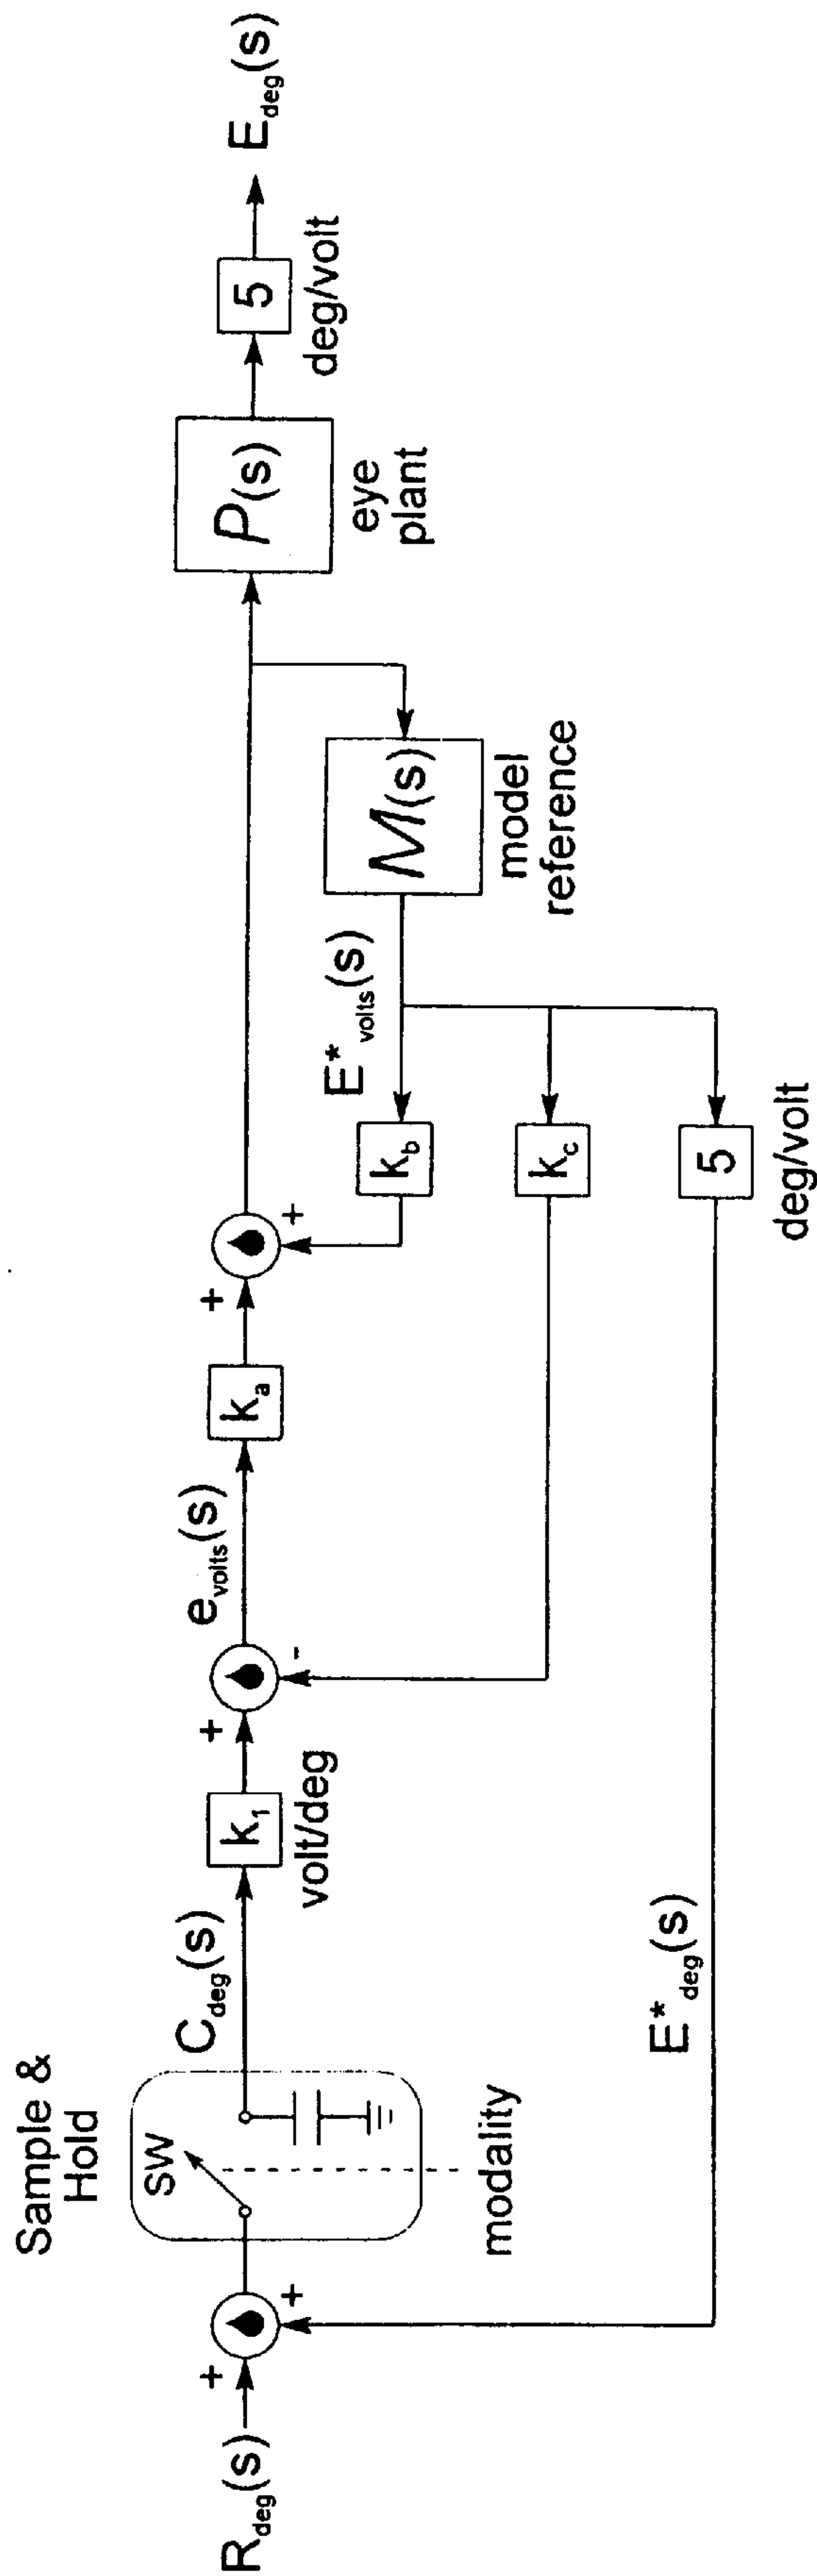 Sample &
Hold
SW
modality
R_deg(s)
+
+
C_deg(s)
k_1
volt/deg
+
-
e_volts(s)
k_a
+
+
k_b
E*_volts(s)
k_c
M(s)
model
reference
P(s)
eye
plant
5
deg/volt
E_deg(s)
5
deg/volt
E*_deg(s)